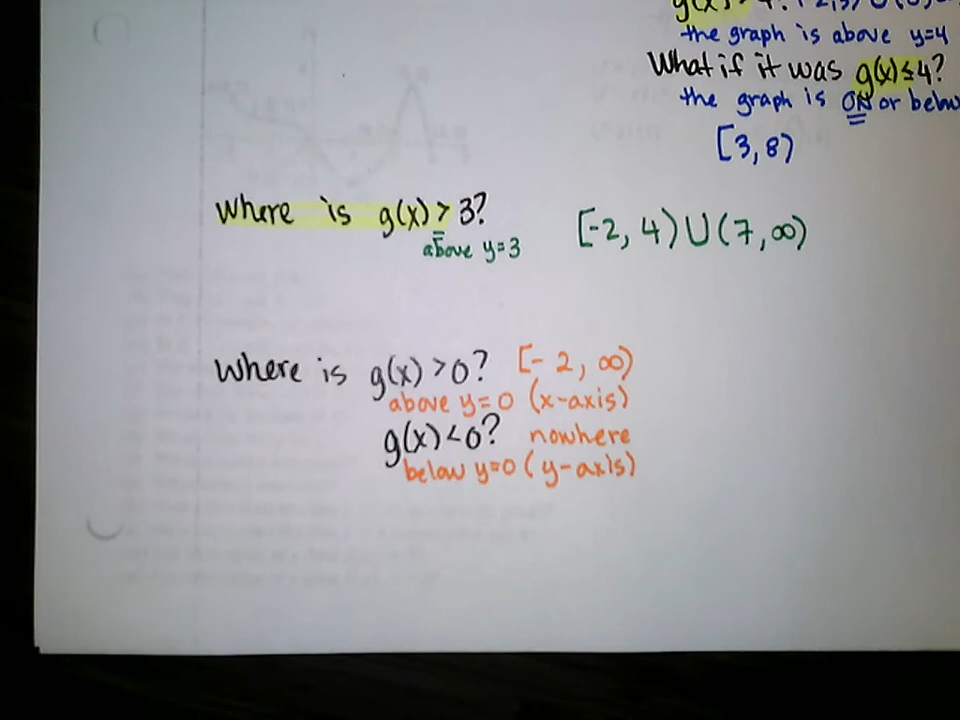 the graph is above y=4
What if it was g(x) ≤ 4?
the graph is ON or below
[3, 8)
Where is g(x) > 3?
above y=3
[-2, 4) U (7, ∞)
Where is g(x) > 0? [-2, ∞)
above y=0 (x-axis)
g(x) < 0? nowhere
below y=0 (y-axis)